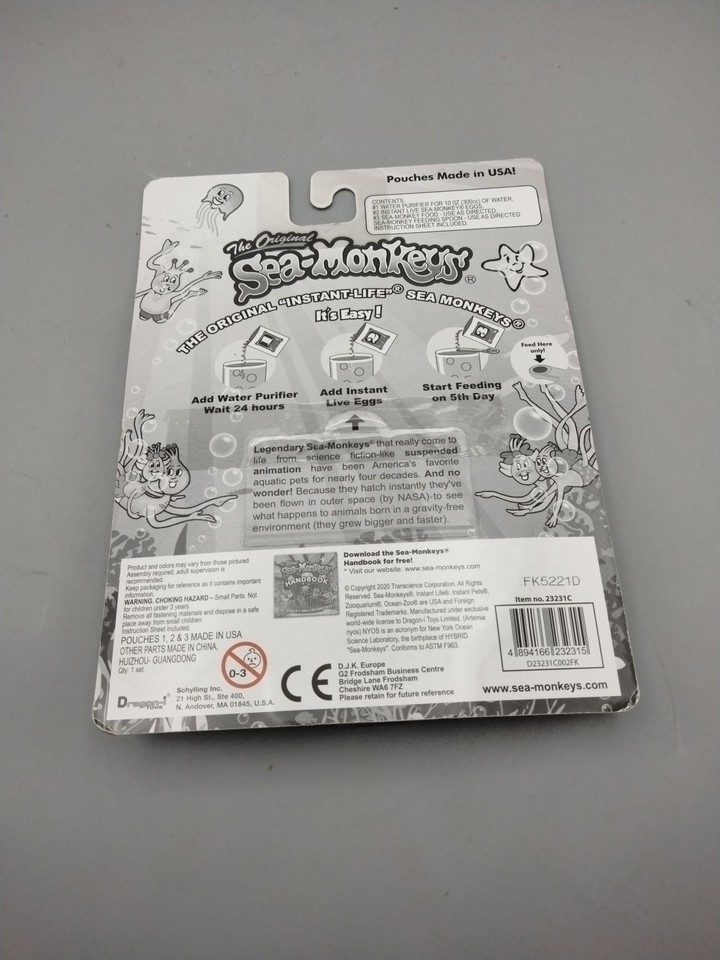 Pouches Made in USA!
CONTENTS
#1 WATER PURIFIER FOR 10 OZ (300cc) OF WATER.
#2 INSTANT LIVE SEA-MONKEY® EGGS.
#3 SEA-MONKEY FOOD - USE AS DIRECTED.
SEA-MONKEY FEEDING SPOON - USE AS DIRECTED
INSTRUCTION SHEET INCLUDED.
The Original
Sea-Monkeys®
THE ORIGINAL "INSTANT-LIFE"® SEA MONKEYS®
It's Easy!
Feed Here
only!
Add Water Purifier
Wait 24 hours
Add Instant
Live Eggs
Start Feeding
on 5th Day
Legendary Sea-Monkeys® that really come to
life from science fiction-like suspended
animation have been America's favorite
aquatic pets for nearly four decades. And no
wonder! Because they hatch instantly they've
been flown in outer space (by NASA) to see
what happens to animals born in a gravity-free
environment (they grew bigger and faster).
Product and colors may vary from those pictured
Assembly required, adult supervision is
recommended.
Keep packaging for reference as it contains important
information.
WARNING. CHOKING HAZARD – Small Parts. Not
for children under 3 years.
Remove all fastening materials and dispose in a safe
place away from small children.
Instruction Sheet Included.
POUCHES 1, 2 & 3 MADE IN USA
OTHER PARTS MADE IN CHINA,
HUIZHOU- GUANGDONG
Qty: 1 set
0-3
Dragon-i
Schylling Inc.
21 High St., Ste 400,
N. Andover, MA 01845, U.S.A.
Sea-Monkeys
HANDBOOK
Download the Sea-Monkeys®
Handbook for free!
* Visit our website: www.sea-monkeys.com
© Copyright 2020 Transcience Corporation. All Rights
Reserved. Sea-Monkeys®, Instant Life®, Instant Pets®,
Zooquarium®, Ocean-Zoo® are USA and Foreign
Registered Trademarks. Manufactured under exclusive
world-wide license to Dragon-i Toys Limited. (Artemia
nyos) NYOS is an acronym for New York Ocean
Science Laboratory, the birthplace of HYBRID
"Sea-Monkeys". Conforms to ASTM F963.
CE
D.J.K. Europe
G2 Frodsham Business Centre
Bridge Lane Frodsham
Cheshire WA6 7FZ
Please retain for future reference
FK5221D
Item no. 23231C
4 894166 232315
D23231C002FK
www.sea-monkeys.com